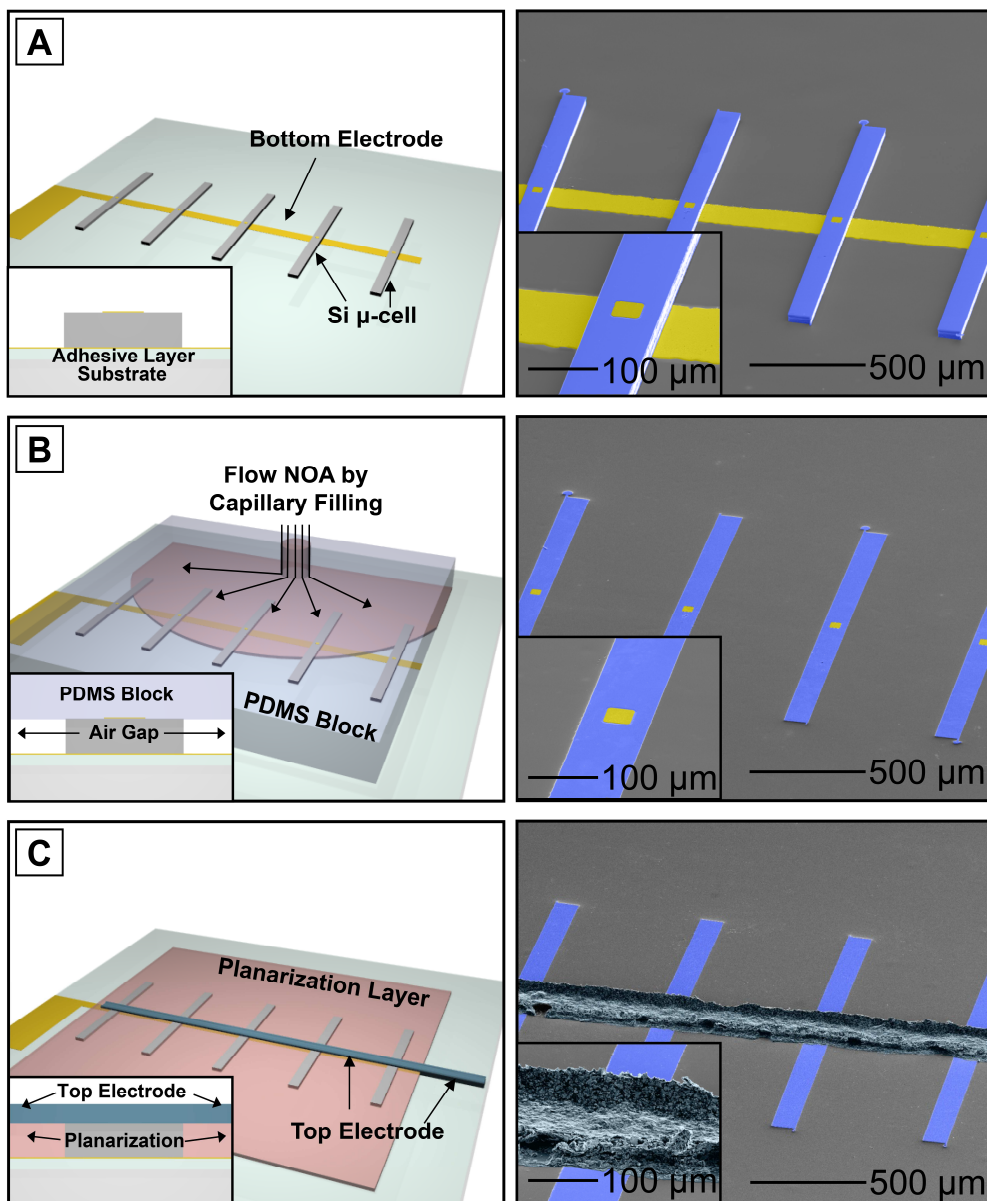 A
Bottom Electrode
Si μ-cell
Adhesive Layer
Substrate
100 μm
500 μm
B
Flow NOA by
Capillary Filling
PDMS Block
PDMS Block
Air Gap
100 μm
500 μm
C
Planarization Layer
Top Electrode
Top Electrode
Planarization
100 μm
500 μm